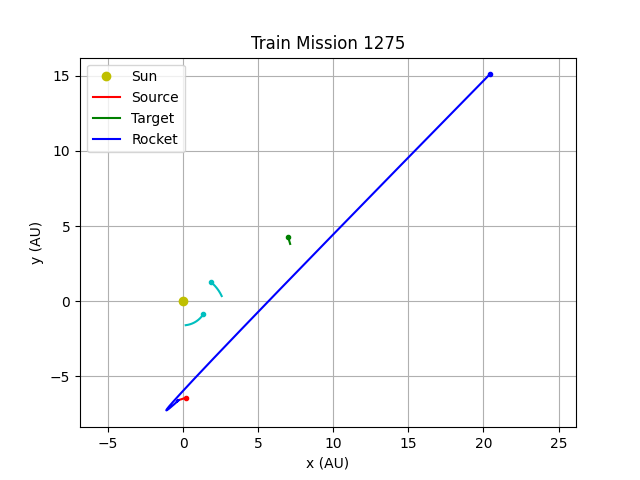 Train Mission 1275
Sun
Source
Target
Rocket
15
10
5
0
−5
y (AU)
−5
0
5
10
15
20
25
x (AU)